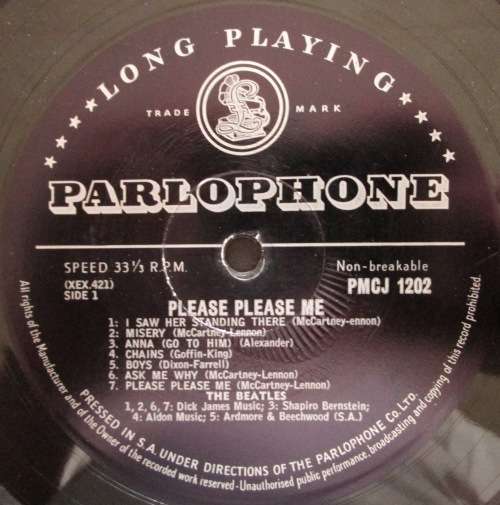 LONG PLAYING
TRADE MARK
PARLOPHONE
SPEED 33⅓ R.P.M.
Non-breakable
(XEX.421)
SIDE 1
PMCJ 1202
PLEASE PLEASE ME
1: I SAW HER STANDING THERE (McCartney-ennon)
2: MISERY (McCartney-Lennon)
3. ANNA (GO TO HIM) (Alexander)
4. CHAINS (Goffin-King)
5. BOYS (Dixon-Farrell)
6. ASK ME WHY (McCartney-Lennon)
7. PLEASE PLEASE ME (McCartney-Lennon)
THE BEATLES
1, 2, 6, 7: Dick James Music; 3: Shapiro Bernstein;
4: Aldon Music; 5: Ardmore & Beechwood (S.A.)
PRESSED IN S.A. UNDER DIRECTIONS OF THE PARLOPHONE Co. LTD.
All rights of the Manufacturer and of the Owner of the recorded work reserved-Unauthorised public performance, broadcasting and copying of this record prohibited.